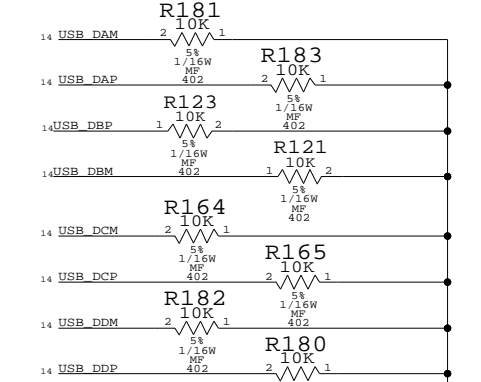 R181
10K
14 USB_DAM 2 1
5%
1/16W
MF
402
R183
10K
14 USB_DAP 2 1
5%
1/16W
MF
402
R123
10K
14 USB_DBP 1 2
5%
1/16W
MF
402
R121
10K
14 USB_DBM 1 2
5%
1/16W
MF
402
R164
10K
14 USB_DCM 2 1
5%
1/16W
MF
402
R165
10K
14 USB_DCP 2 1
5%
1/16W
MF
402
R182
10K
14 USB_DDM 2 1
5%
1/16W
MF
402
R180
10K
14 USB_DDP 2 1